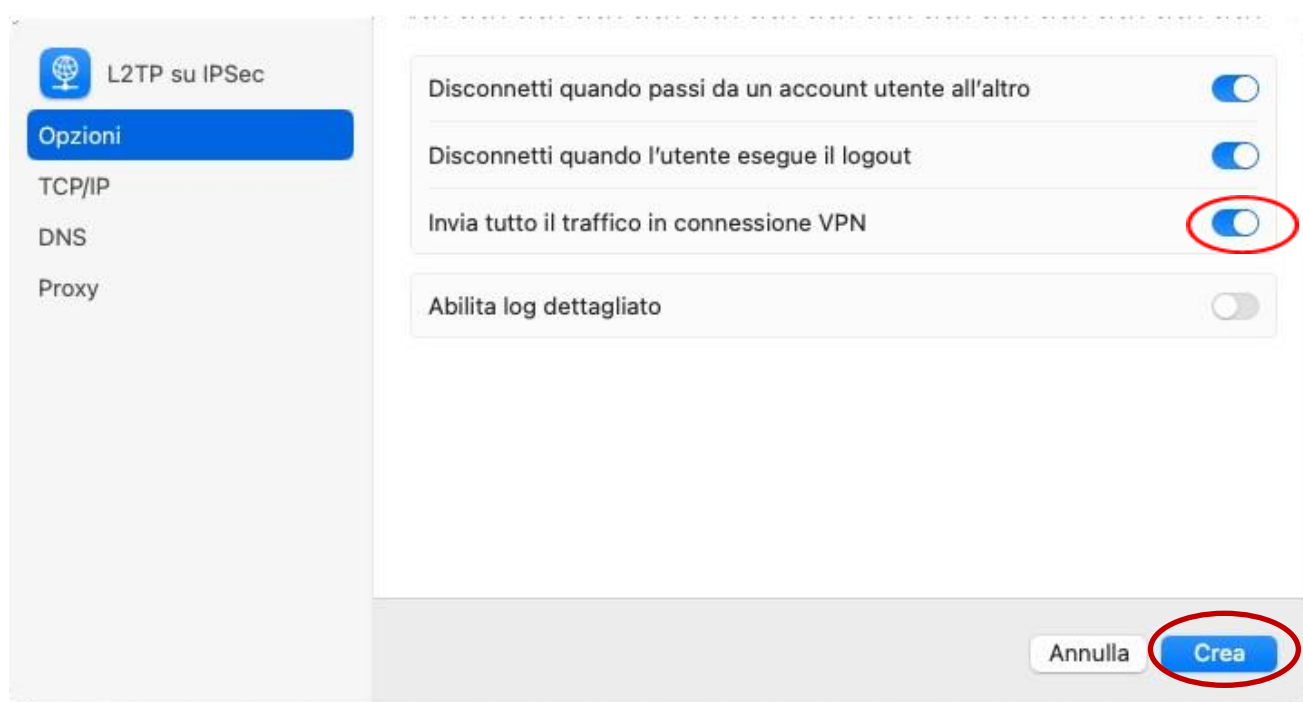 L2TP su IPSec
Opzioni
TCP/IP
DNS
Proxy
Disconnetti quando passi da un account utente all'altro
Disconnetti quando l'utente esegue il logout
Invia tutto il traffico in connessione VPN
Abilita log dettagliato
Annulla
Crea